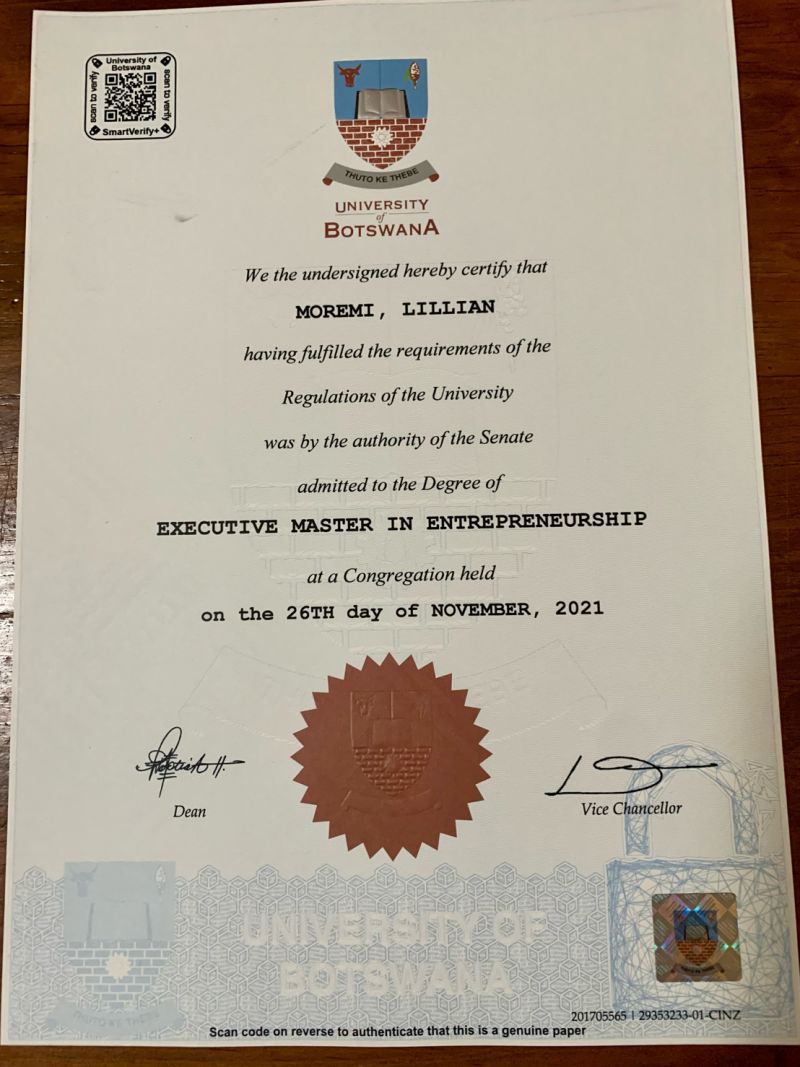 University of
Botswana
scan to verify
scan to verify
SmartVerify+
THUTO KE THEBE
UNIVERSITY
of
BOTSWANA
We the undersigned hereby certify that
MOREMI, LILLIAN
having fulfilled the requirements of the
Regulations of the University
was by the authority of the Senate
admitted to the Degree of
EXECUTIVE MASTER IN ENTREPRENEURSHIP
at a Congregation held
on the 26TH day of NOVEMBER, 2021
Dean
Vice Chancellor
UNIVERSITY OF
BOTSWANA
THUTO KE THEBE
201705565 | 29353233-01-CINZ
Scan code on reverse to authenticate that this is a genuine paper